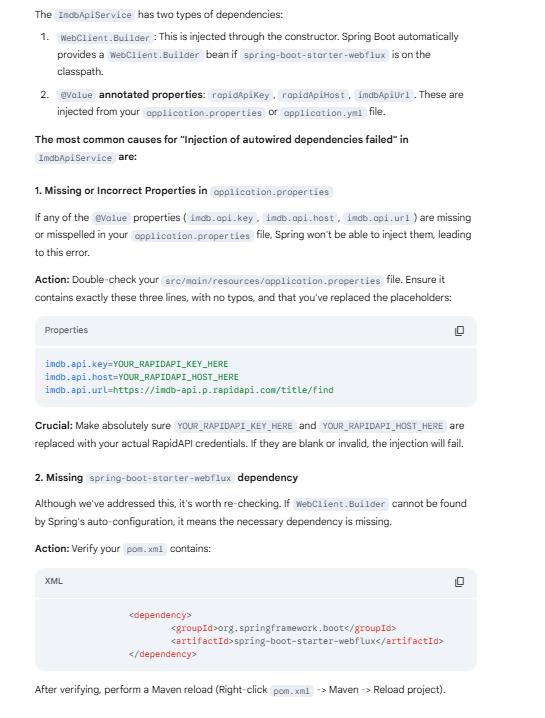 The ImdbApiService has two types of dependencies:
1. WebClient.Builder : This is injected through the constructor. Spring Boot automatically
provides a WebClient.Builder bean if spring-boot-starter-webflux is on the
classpath.
2. @Value annotated properties: rapidApiKey , rapidApiHost , imdbApiUrl . These are
injected from your application.properties or application.yml file.
The most common causes for "Injection of autowired dependencies failed" in
ImdbApiService are:
1. Missing or Incorrect Properties in application.properties
If any of the @Value properties ( imdb.api.key , imdb.api.host , imdb.api.url ) are missing
or misspelled in your application.properties file, Spring won't be able to inject them, leading
to this error.
Action: Double-check your src/main/resources/application.properties file. Ensure it
contains exactly these three lines, with no typos, and that you've replaced the placeholders:
Properties
imdb.api.key=YOUR_RAPIDAPI_KEY_HERE
imdb.api.host=YOUR_RAPIDAPI_HOST_HERE
imdb.api.url=https://imdb-api.p.rapidapi.com/title/find
Crucial: Make absolutely sure YOUR_RAPIDAPI_KEY_HERE and YOUR_RAPIDAPI_HOST_HERE are
replaced with your actual RapidAPI credentials. If they are blank or invalid, the injection will fail.
2. Missing spring-boot-starter-webflux dependency
Although we've addressed this, it's worth re-checking. If WebClient.Builder cannot be found
by Spring's auto-configuration, it means the necessary dependency is missing.
Action: Verify your pom.xml contains:
XML
<dependency>
<groupId>org.springframework.boot</groupId>
<artifactId>spring-boot-starter-webflux</artifactId>
</dependency>
After verifying, perform a Maven reload (Right-click pom.xml -> Maven -> Reload project).